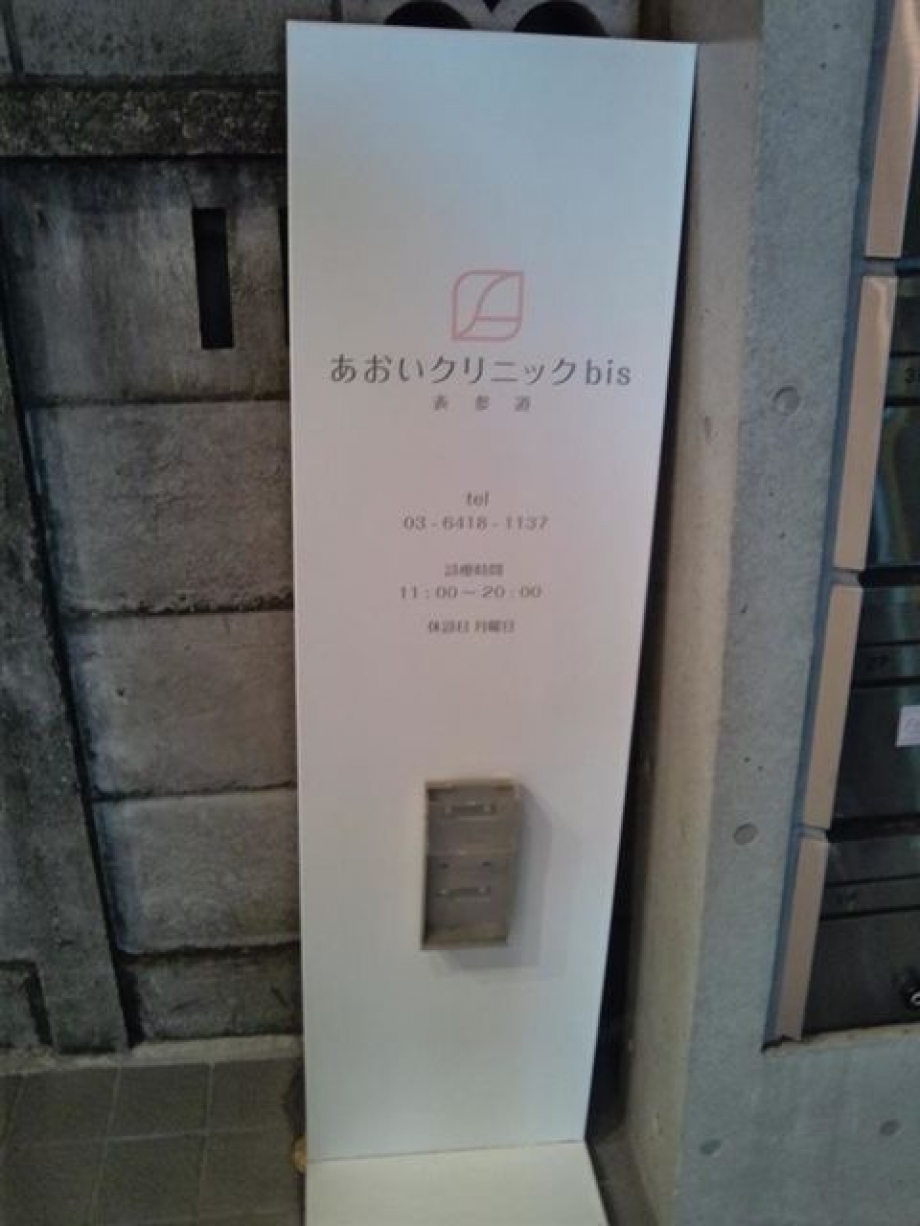 あおいクリニックbis
表参道
tel
03-6418-1137
診療時間
11:00～20:00
休診日 月曜日